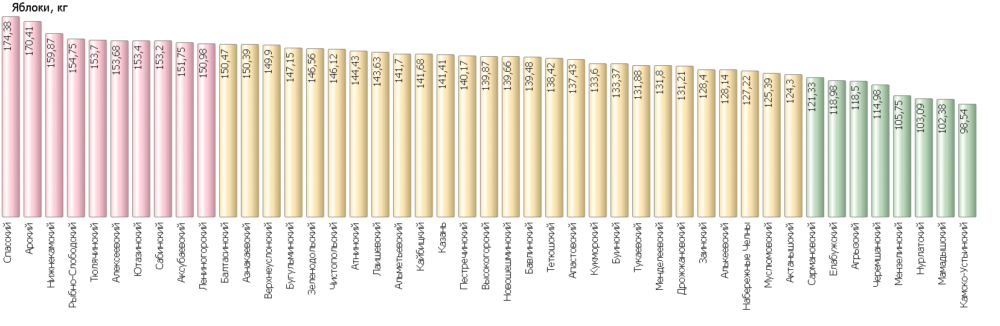 Яблоки, кг
174,38
170,41
159,87
154,75
153,7
153,68
153,4
153,2
151,75
150,98
150,47
150,39
149,9
147,15
146,56
146,12
144,43
143,63
141,7
141,68
141,41
140,17
139,87
139,66
139,48
138,42
137,43
133,6
133,37
131,88
131,8
131,21
128,4
128,14
127,22
125,39
124,3
121,33
118,98
118,5
114,98
105,75
103,09
102,38
98,54
Спасский
Арский
Нижнекамский
Рыбно-Слободский
Тюлячинский
Алексеевский
Ютазинский
Сабинский
Аксубаевский
Лениногорский
Балтасинский
Азнакаевский
Верхнеуслонский
Бугульминский
Зеленодольский
Чистопольский
Атнинский
Лаишевский
Альметьевский
Кайбицкий
Казань
Пестречинский
Высокогорский
Новошешминский
Бавлинский
Тетюшский
Апастовский
Кукморский
Буинский
Тукаевский
Менделеевский
Дрожжановский
Заинский
Алькеевский
Набережные Челны
Муслюмовский
Актанышский
Сармановский
Елабужский
Агрызский
Черемшанский
Мензелинский
Нурлатский
Мамадышский
Камско-Устьинский